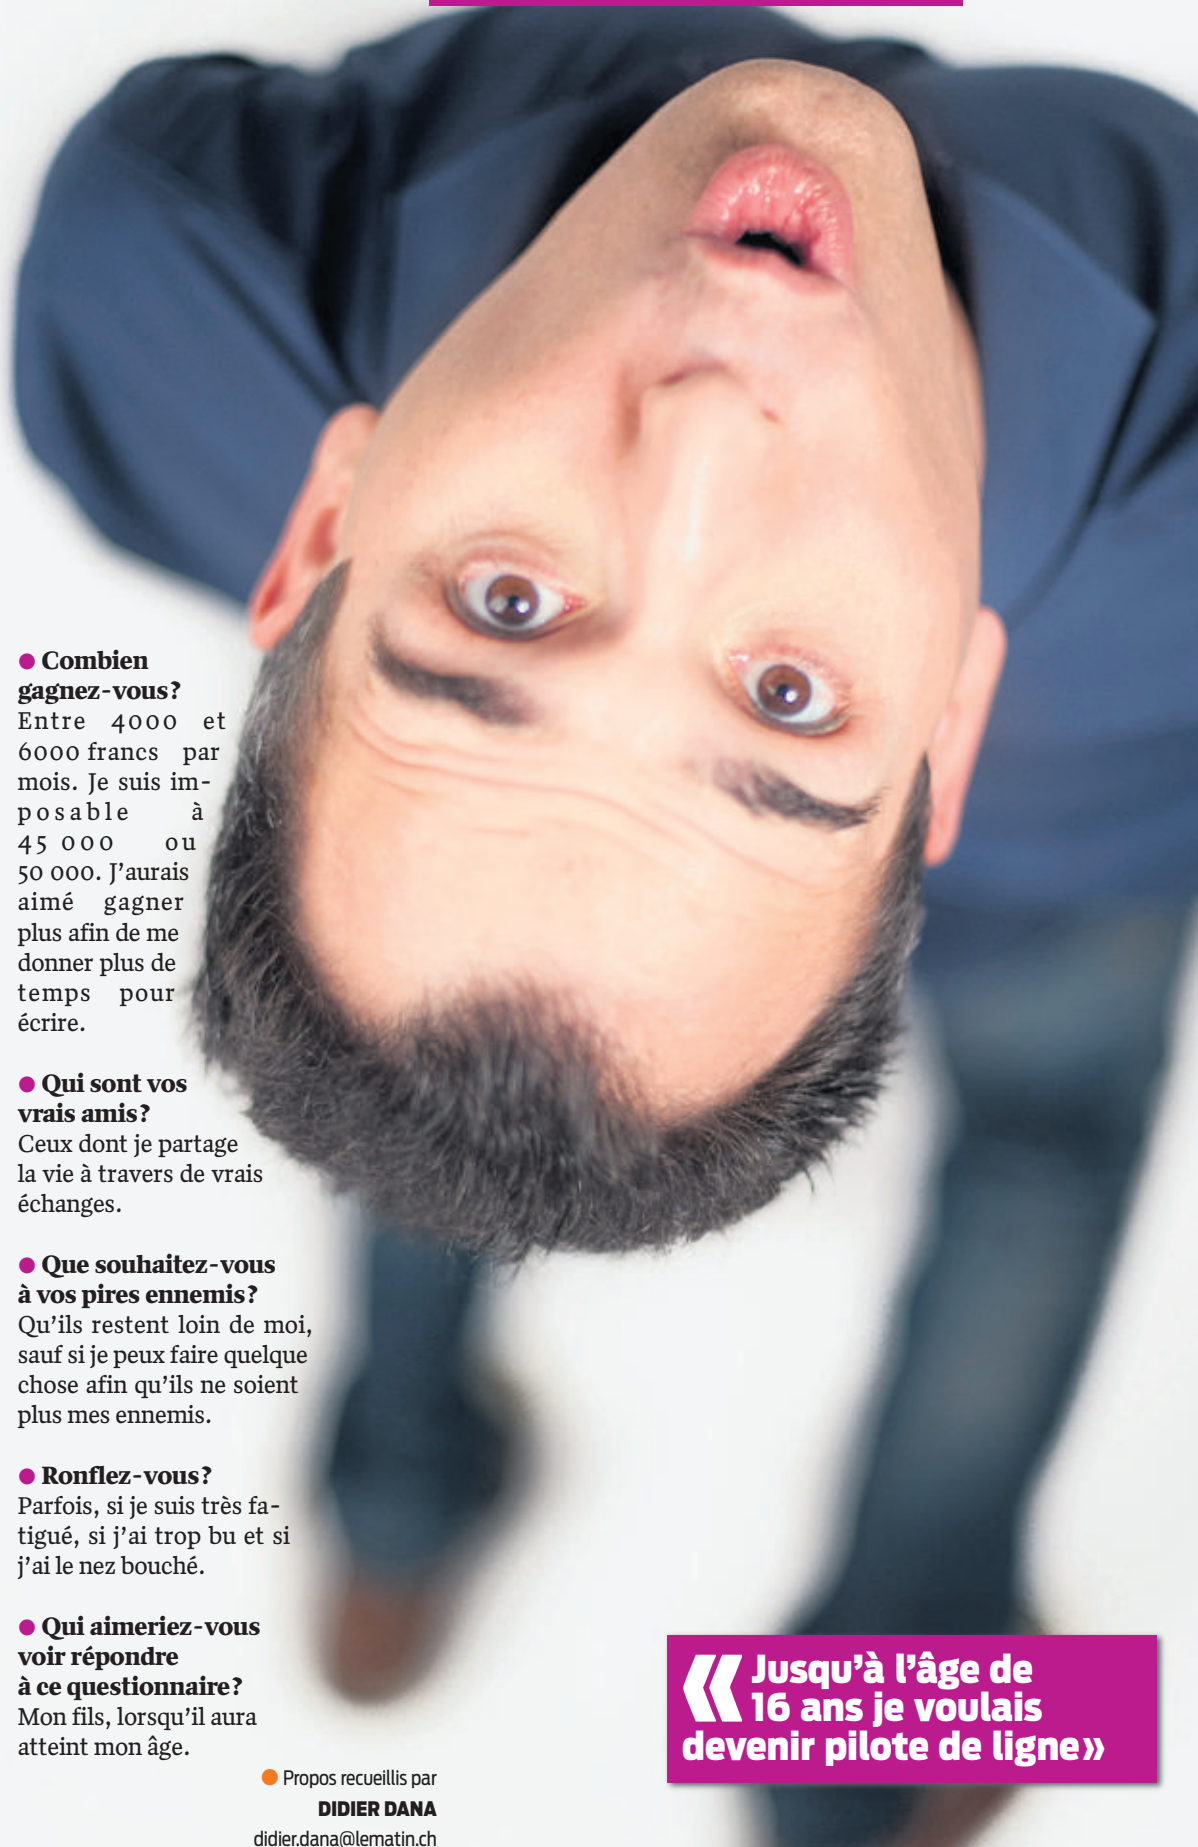 ● Combien
gagnez-vous?
Entre 4000 et
6000 francs par
mois. Je suis im-
posable à
45 000 ou
50 000. J’aurais
aimé gagner
plus afin de me
donner plus de
temps pour
écrire.
● Qui sont vos
vrais amis?
Ceux dont je partage
la vie à travers de vrais
échanges.
● Que souhaitez-vous
à vos pires ennemis?
Qu’ils restent loin de moi,
sauf si je peux faire quelque
chose afin qu’ils ne soient
plus mes ennemis.
● Ronflez-vous?
Parfois, si je suis très fa-
tigué, si j’ai trop bu et si
j’ai le nez bouché.
● Qui aimeriez-vous
voir répondre
à ce questionnaire?
Mon fils, lorsqu’il aura
atteint mon âge.
● Propos recueillis par
DIDIER DANA
didier.dana@lematin.ch
«Jusqu’à l’âge de
16 ans je voulais
devenir pilote de ligne»